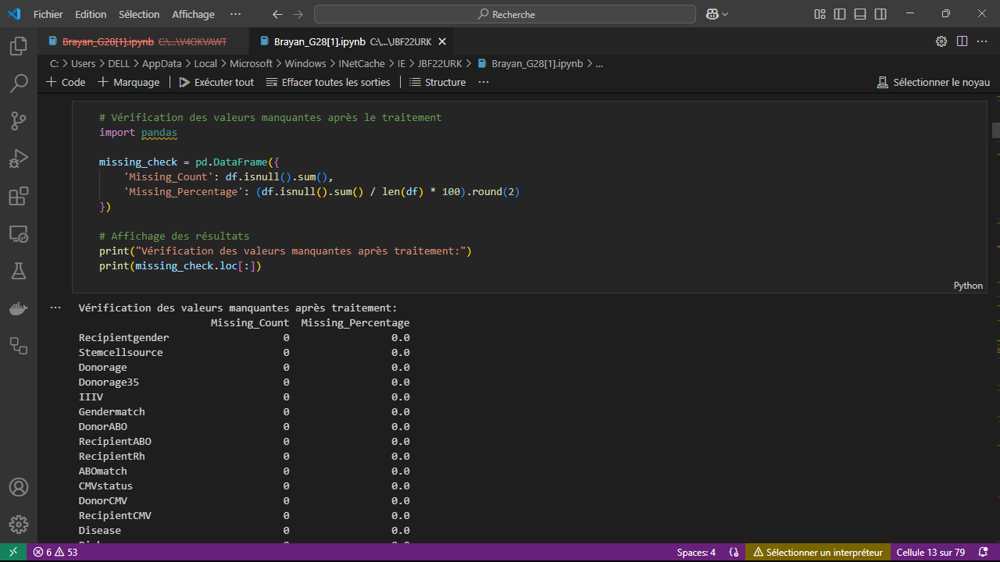 Fichier Edition Sélection Affichage ··· Recherche
Brayan_G28[1].ipynb C:\...\V4OKVAWT Brayan_G28[1].ipynb C:\...\JBF22URK
C: > Users > DELL > AppData > Local > Microsoft > Windows > INetCache > IE > JBF22URK > Brayan_G28[1].ipynb > ...
+ Code + Marquage | Exécuter tout Effacer toutes les sorties | Structure ··· Sélectionner le noyau
# Vérification des valeurs manquantes après le traitement
import pandas
missing_check = pd.DataFrame({
    'Missing_Count': df.isnull().sum(),
    'Missing_Percentage': (df.isnull().sum() / len(df) * 100).round(2)
})
# Affichage des résultats
print("Vérification des valeurs manquantes après traitement:")
print(missing_check.loc[:])
Python
··· Vérification des valeurs manquantes après traitement:
Missing_Count Missing_Percentage
Recipientgender 0 0.0
Stemcellsource 0 0.0
Donorage 0 0.0
Donorage35 0 0.0
IIIV 0 0.0
Gendermatch 0 0.0
DonorABO 0 0.0
RecipientABO 0 0.0
RecipientRh 0 0.0
ABOmatch 0 0.0
CMVstatus 0 0.0
DonorCMV 0 0.0
RecipientCMV 0 0.0
Disease 0 0.0
6 53 Spaces: 4 Sélectionner un interpréteur Cellule 13 sur 79